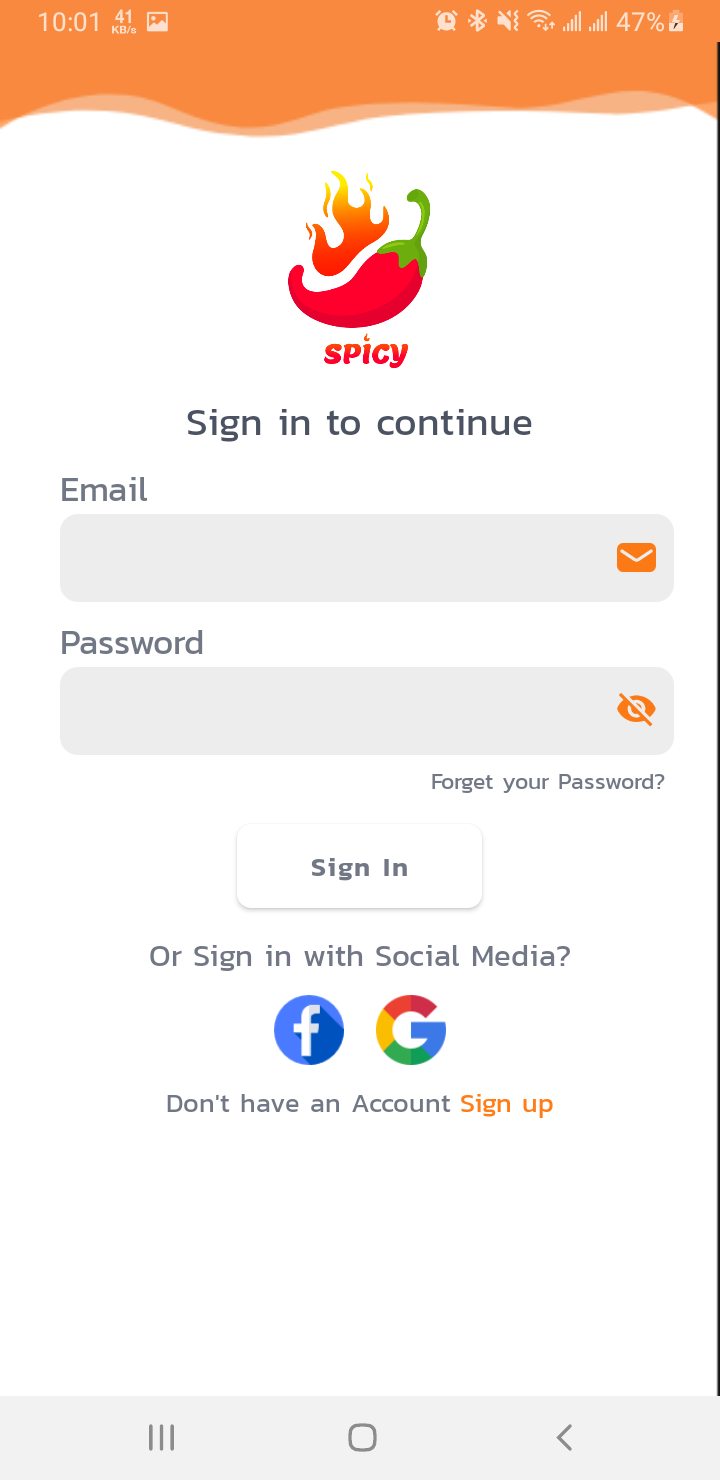 10:01 41 KB/s 47%
SPICY
Sign in to continue
Email
Password
Forget your Password?
Sign In
Or Sign in with Social Media?
Don't have an Account Sign up